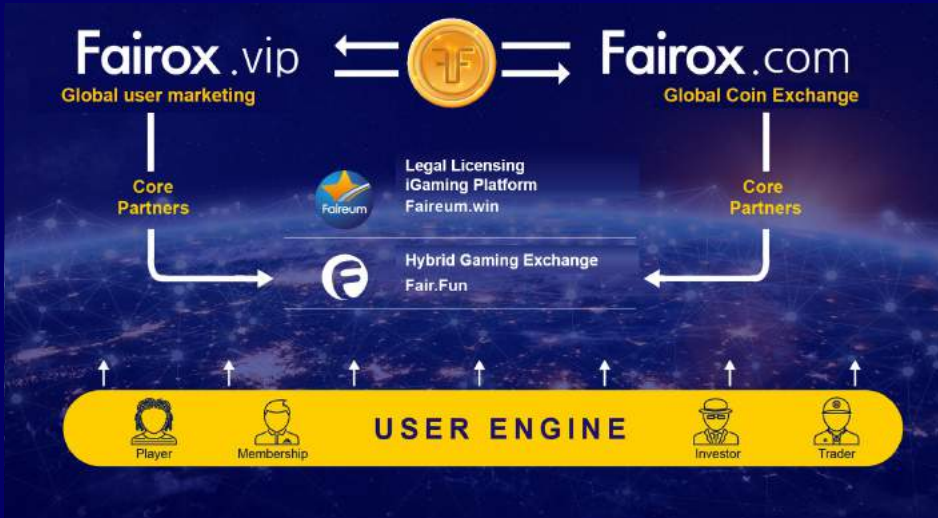 Fairox .vip
Global user marketing
Fairox .com
Global Coin Exchange
Core
Partners
Faireum
Legal Licensing
iGaming Platform
Faireum.win
Core
Partners
Hybrid Gaming Exchange
Fair.Fun
USER ENGINE
Player
Membership
Investor
Trader